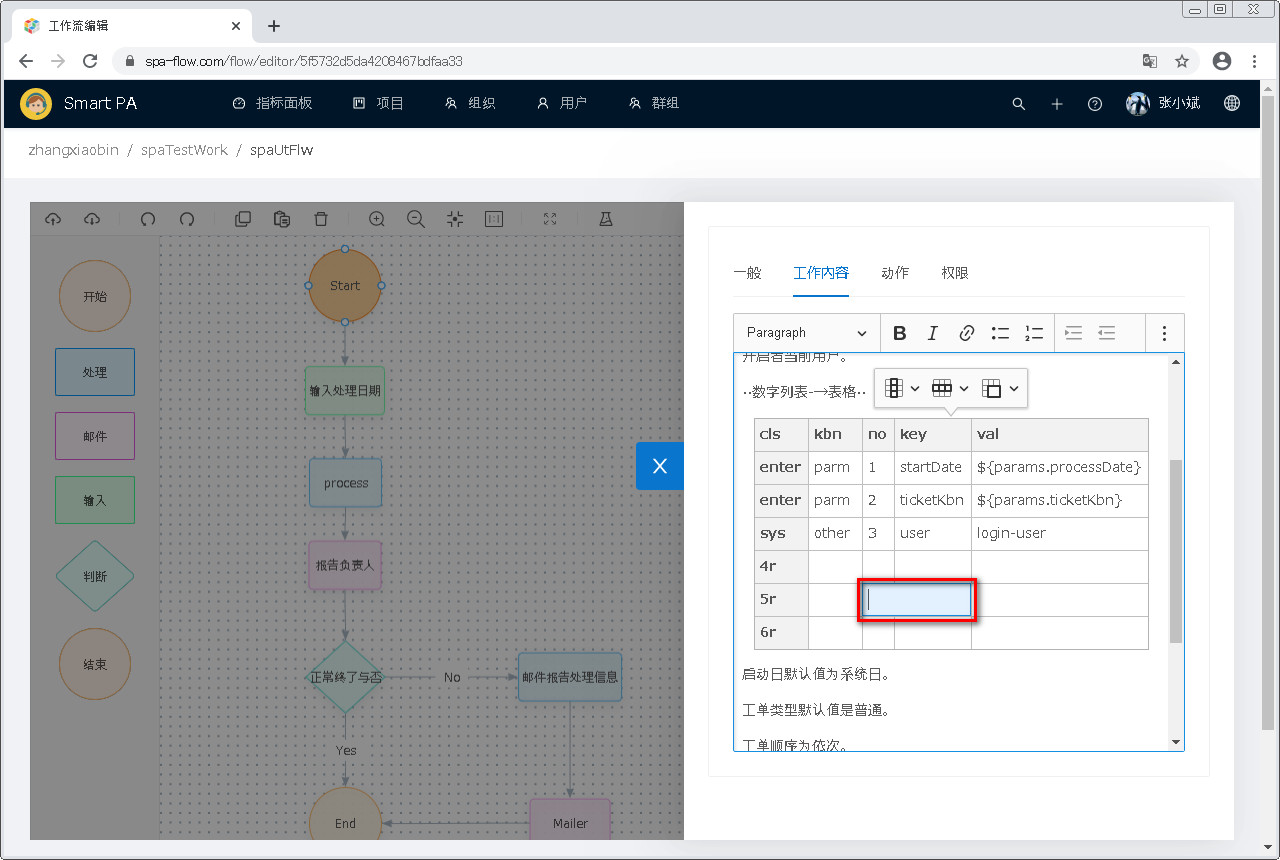 工作流编辑
spa-flow.com/flow/editor/5f5732d5da4208467bdfaa33
Smart PA 指标面板 项目 组织 用户 群组 张小斌
zhangxiaobin / spaTestWork / spaUtFlw
1:1
开始
处理
邮件
输入
判断
结束
Start
输入处理日期
process
报告负责人
正常终了与否
No
邮件报告处理信息
Yes
End
Mailer
X
一般 工作内容 动作 权限
Paragraph
开启者当前用户。
··数字列表-→表格··
cls kbn no key val
enter parm 1 startDate ${params.processDate}
enter parm 2 ticketKbn ${params.ticketKbn}
sys other 3 user login-user
4r
5r
6r
启动日默认值为系统日。
工单类型默认值是普通。
工单顺序为依次。